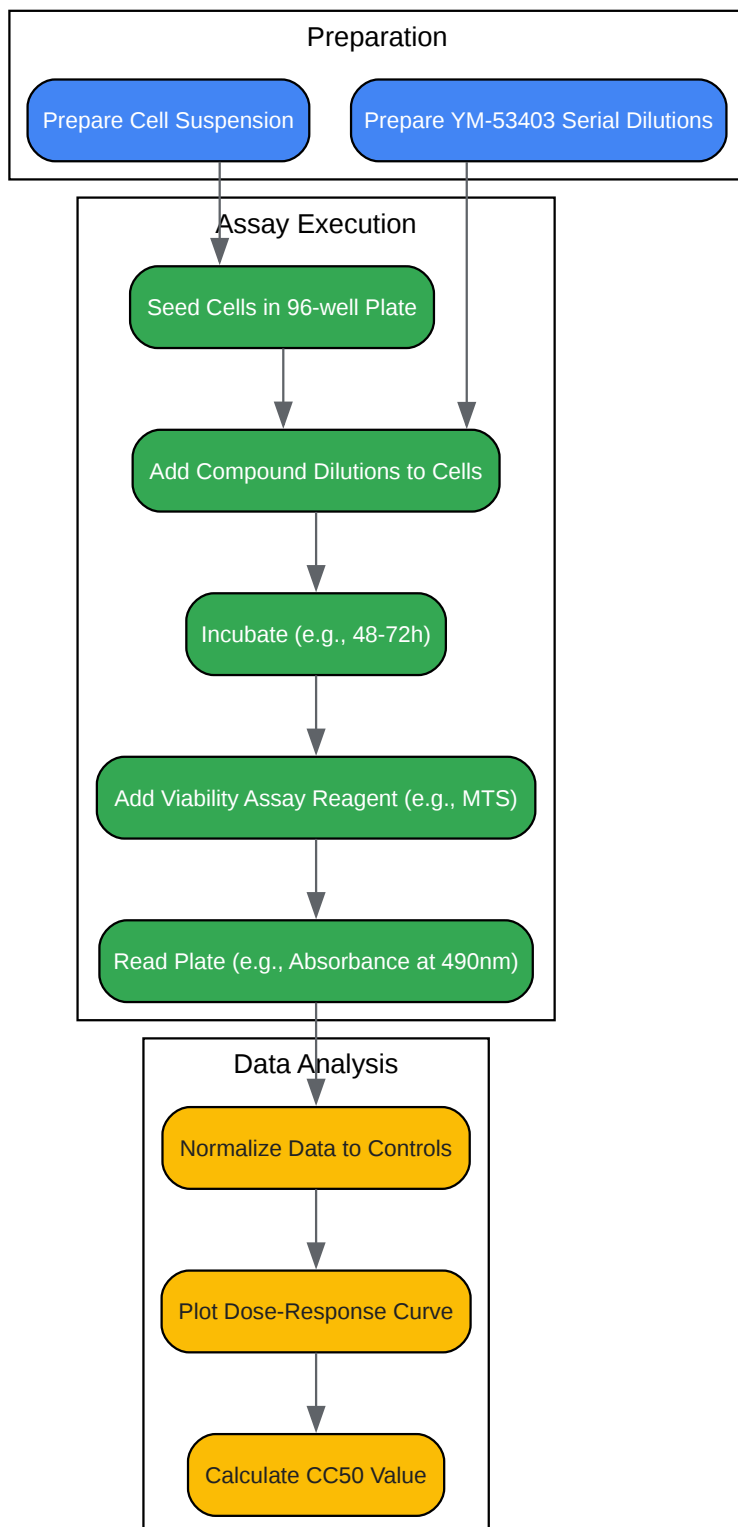 Preparation
Prepare Cell Suspension
Prepare YM-53403 Serial Dilutions
Assay Execution
Seed Cells in 96-well Plate
Add Compound Dilutions to Cells
Incubate (e.g., 48-72h)
Add Viability Assay Reagent (e.g., MTS)
Read Plate (e.g., Absorbance at 490nm)
Data Analysis
Normalize Data to Controls
Plot Dose-Response Curve
Calculate CC50 Value